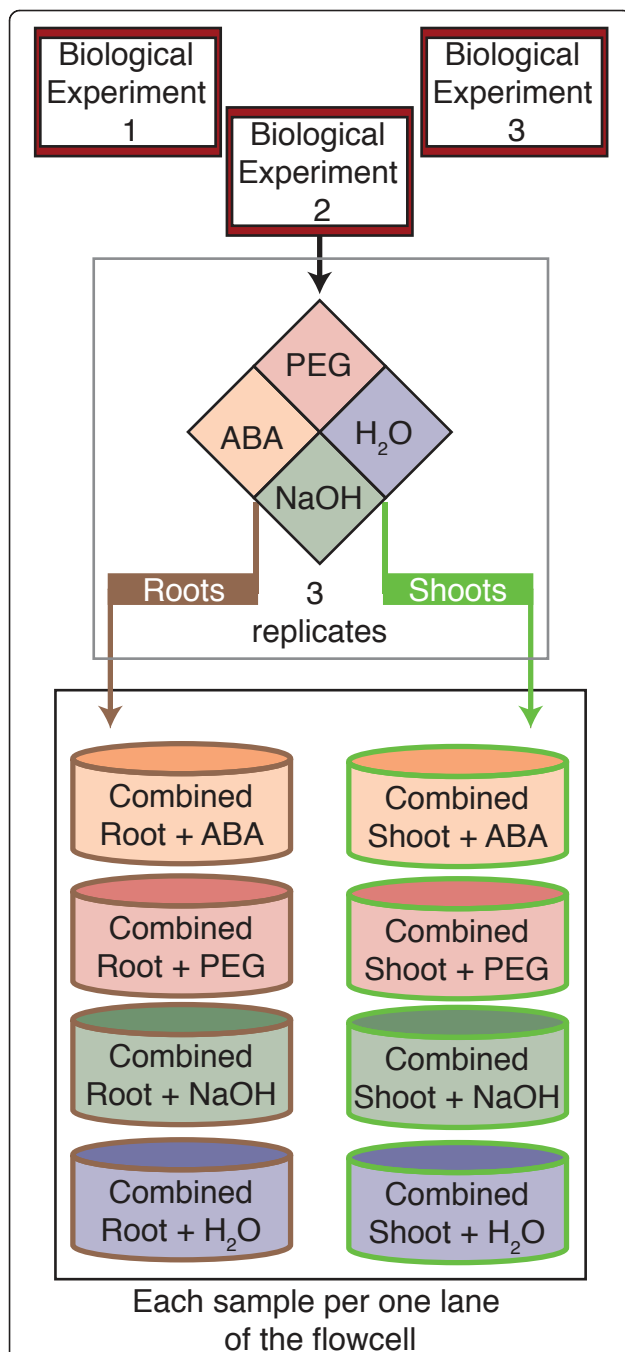 Biological
Experiment
1
Biological
Experiment
3
Biological
Experiment
2
PEG
ABA
H₂O
NaOH
Roots
3
replicates
Shoots
Combined
Root + ABA
Combined
Shoot + ABA
Combined
Root + PEG
Combined
Shoot + PEG
Combined
Root + NaOH
Combined
Shoot + NaOH
Combined
Root + H₂O
Combined
Shoot + H₂O
Each sample per one lane
of the flowcell